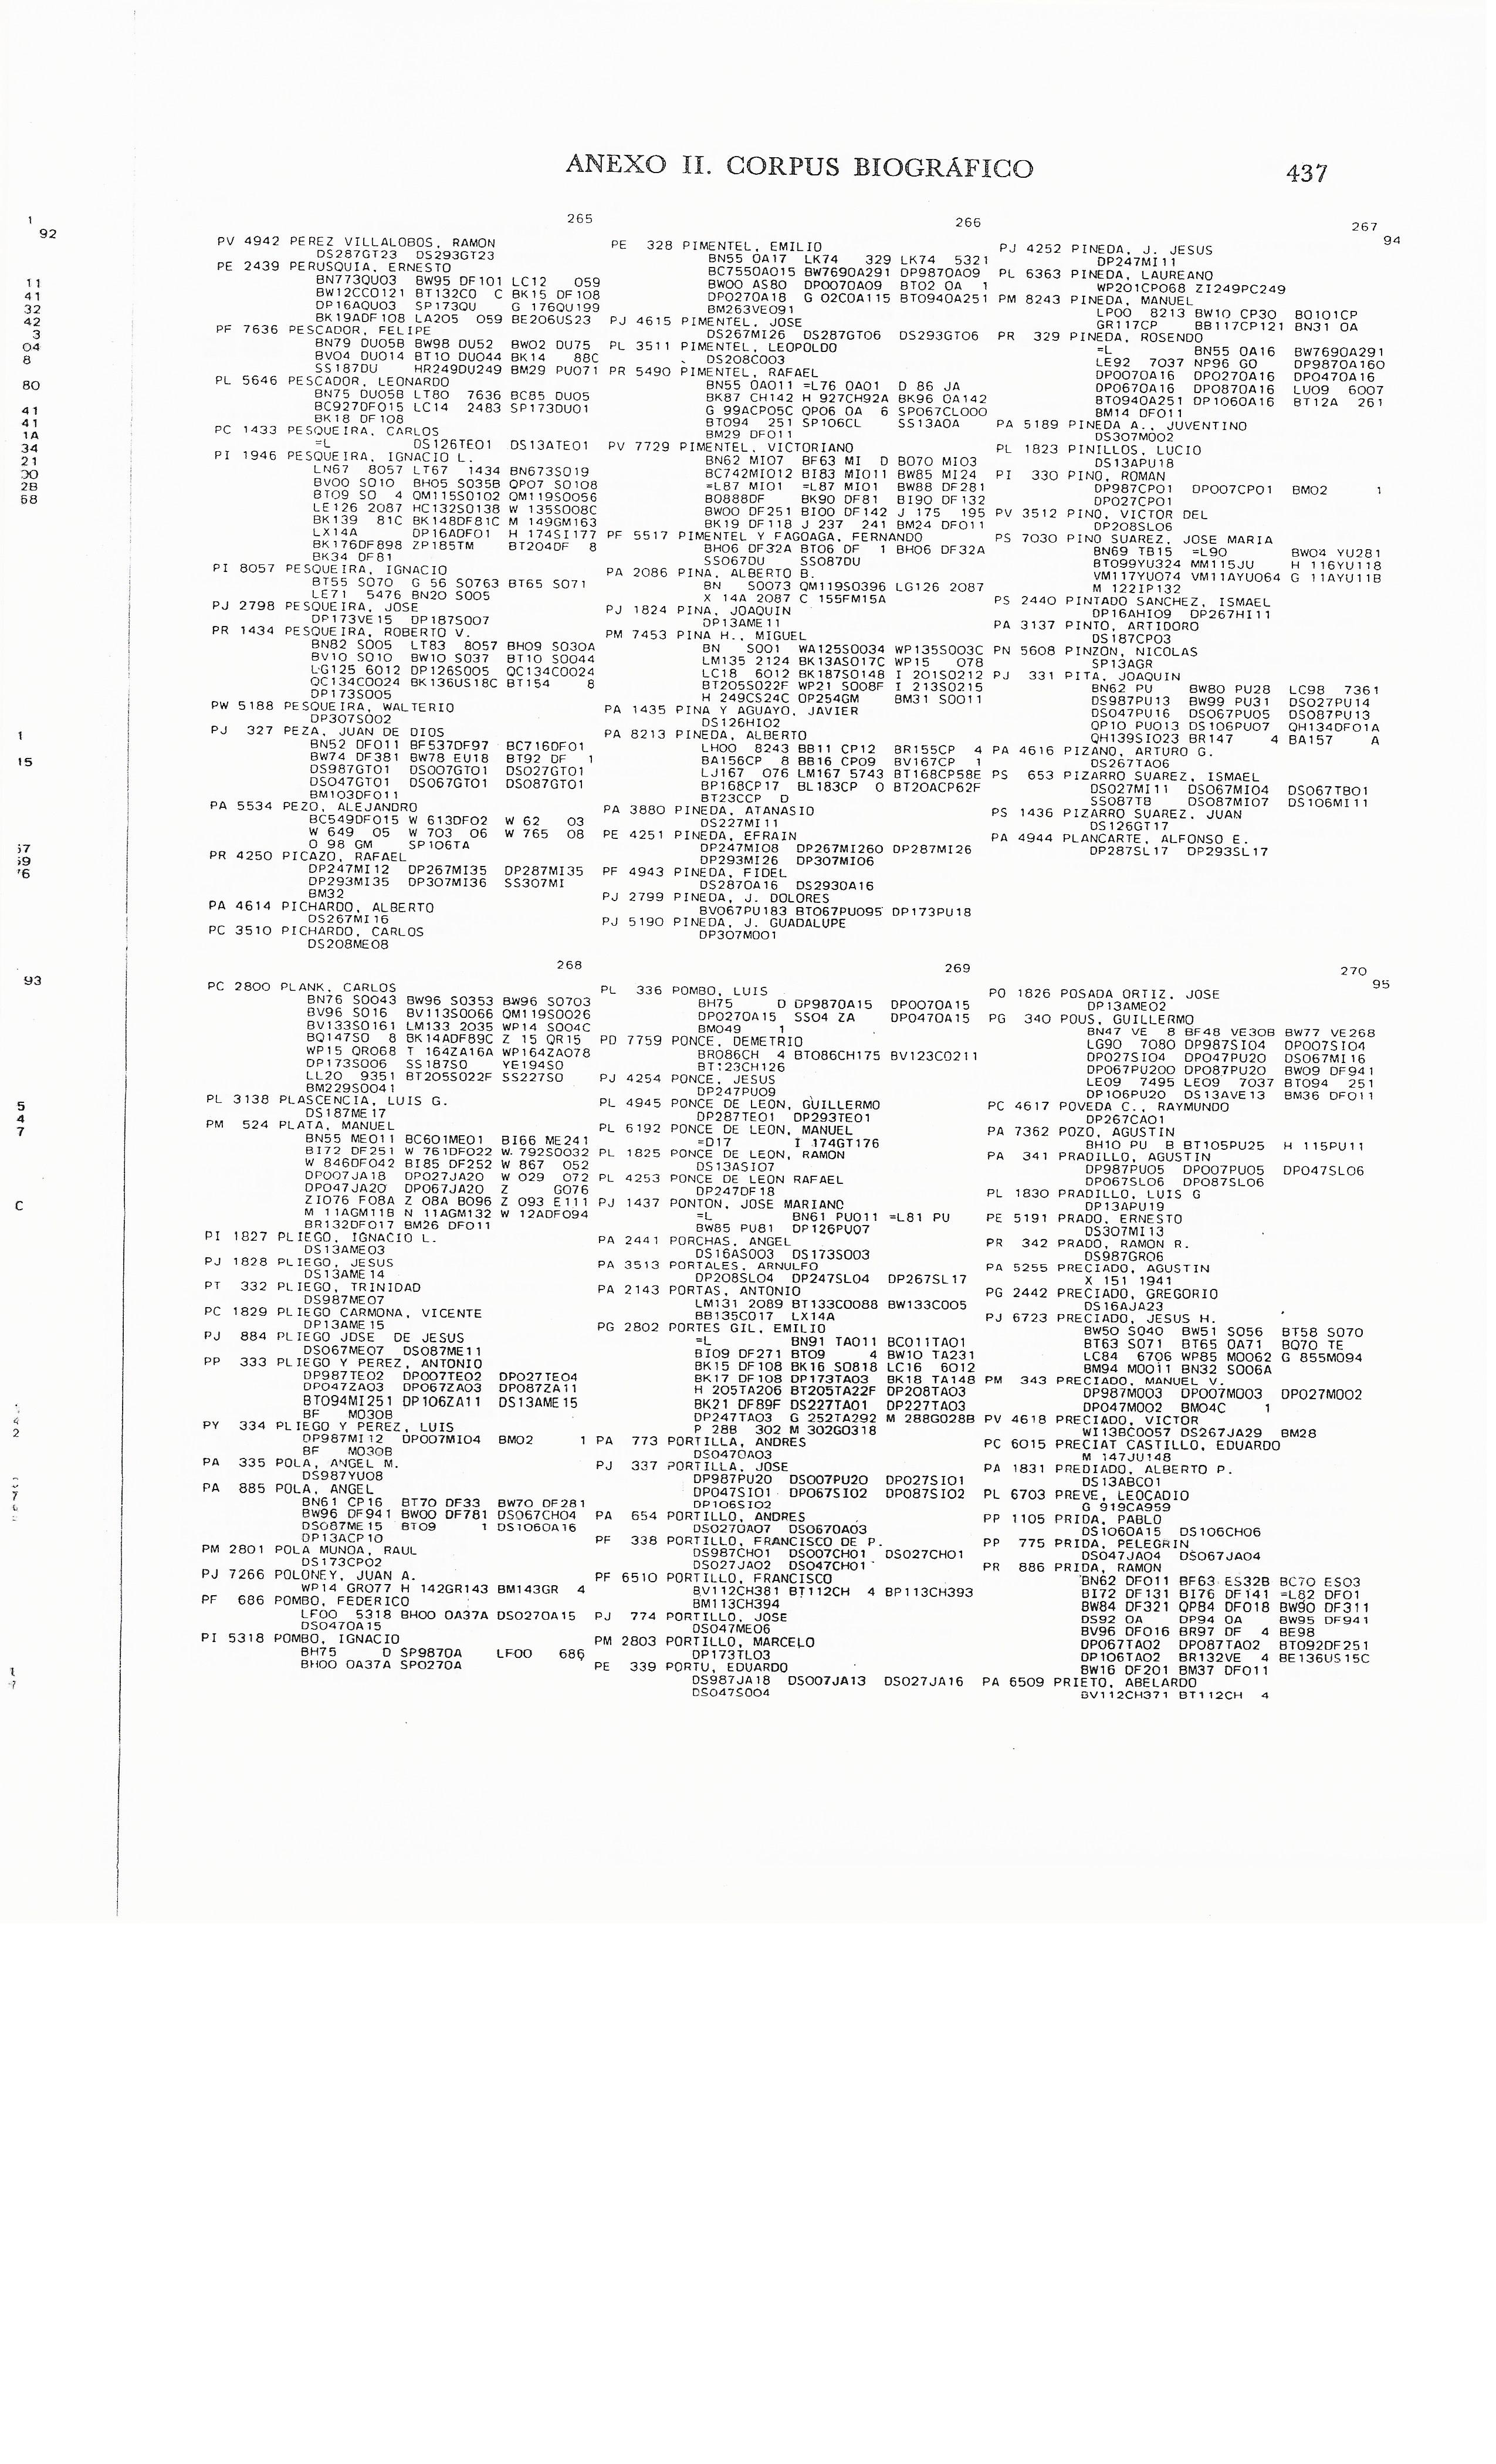 ANEXO II. CORPUS BIOGRÁFICO
437
265
PV 4942 PEREZ VILLALOBOS, RAMON
DS287GT23 DS293GT23
PE 2439 PERUSQUIA, ERNESTO
BN773QU03 BW95 DF101 LC12 059
BW12CC0121 BT132CO C BK15 DF108
DP16AQU03 SP173QU G 176QU199
BK19ADF108 LA205 059 BE206US23
PF 7636 PESCADOR, FELIPE
BN79 DU05B BW98 DU52 BW02 DU75
BV04 DU014 BT10 DU044 BK14 88C
SS187DU HR249DU249 BM29 PU071
PL 5646 PESCADOR, LEONARDO
BN75 DU05B LT80 7636 BC85 DU05
BC927DF015 LC14 2483 SP173DU01
BK18 DF108
PC 1433 PESQUEIRA, CARLOS
=L DS126TE01 DS13ATE01
PI 1946 PESQUEIRA, IGNACIO L.
LN67 8057 LT67 1434 BN673S019
BV00 S010 BH05 S035B QP07 S0108
BT09 SO 4 QM115S0102 QM119S0056
LE126 2087 HC132S0138 W 135S008C
BK139 81C BK148DF81C M 149GM163
LX14A DP16ADF01 H 174SI177
BK176DF898 ZP185TM BT204DF 8
BK34 DF81
PI 8057 PESQUEIRA, IGNACIO
BT55 S070 G 56 S0763 BT65 S071
LE71 5476 BN20 S005
PJ 2798 PESQUEIRA, JOSE
DP173VE15 DP187S007
PR 1434 PESQUEIRA, ROBERTO V.
BN82 S005 LT83 8057 BH09 S030A
BV10 S010 BW10 S037 BT10 S0044
LG125 6012 DP126S005 QC134C0024
QC134C0024 BK136US18C BT154 8
DP173S005
PW 5188 PESQUEIRA, WALTERIO
DP307S002
PJ 327 PEZA, JUAN DE DIOS
BN52 DF011 BF537DF97 BC716DF01
BW74 DF381 BW78 EU18 BT92 DF 1
DS987GT01 DS007GT01 DS027GT01
DS047GT01 DS067GT01 DS087GT01
BM103DF011
PA 5534 PEZO, ALEJANDRO
BC549DF015 W 613DF02 W 62 03
W 649 05 W 703 06 W 765 08
O 98 GM SP106TA
PR 4250 PICAZO, RAFAEL
DP247MI12 DP267MI35 DP287MI35
DP293MI35 DP307MI36 SS307MI
BM32
PA 4614 PICHARDO, ALBERTO
DS267MI16
PC 3510 PICHARDO, CARLOS
DS208ME08
266
PE 328 PIMENTEL, EMILIO
BN55 OA17 LK74 329 LK74 5321
BC7550A015 BW7690A291 DP9870A09
BW00 AS80 DP0070A09 BT02 OA 1
DP0270A18 G 02COA115 BT0940A251
BM263VE091
PJ 4615 PIMENTEL, JOSE
DS267MI26 DS287GT06 DS293GT06
PL 3511 PIMENTEL, LEOPOLDO
DS208C003
PR 5490 PIMENTEL, RAFAEL
BN55 OA011 =L76 OA01 D 86 JA
BK87 CH142 H 927CH92A BK96 OA142
G 99ACP05C QP06 OA 6 SP067CL000
BT094 251 SP106CL SS13AOA
BM29 DF011
PV 7729 PIMENTEL, VICTORIANO
BN62 MI07 BF63 MI D BO70 MI03
BC742MI012 BI83 MI011 BW85 MI24
=L87 MI01 =L87 MI01 BW88 DF281
BO888DF BK90 DF81 BI90 DF132
BW00 DF251 BI00 DF142 J 175 195
BK19 DF118 J 237 241 BM24 DF011
PF 5517 PIMENTEL Y FAGOAGA, FERNANDO
BH06 DF32A BT06 DF 1 BH06 DF32A
SS067DU SS087DU
PA 2086 PINA, ALBERTO B.
BN S0073 QM119S0396 LG126 2087
X 14A 2087 C 155FM15A
PJ 1824 PINA, JOAQUIN
DP13AME11
PM 7453 PINA H., MIGUEL
BN S001 WA125S0034 WP135S003C
LM135 2124 BK13AS017C WP15 078
LC18 6012 BK187S0148 I 201S0212
BT205S022F WP21 S008F I 213S0215
H 249CS24C OP254GM BM31 S0011
PA 1435 PINA Y AGUAYO, JAVIER
DS126HI02
PA 8213 PINEDA, ALBERTO
LH00 8243 BB11 CP12 BR155CP 4
BA156CP 8 BB16 CP09 BV167CP 1
LJ167 076 LM167 5743 BT168CP58E
BP168CP17 BL183CP 0 BT20ACP62F
BT23CCP D
PA 3880 PINEDA, ATANASIO
DS227MI11
PE 4251 PINEDA, EFRAIN
DP247MI08 DP267MI260 DP287MI26
DP293MI26 DP307MI06
PF 4943 PINEDA, FIDEL
DS2870A16 DS2930A16
PJ 2799 PINEDA, J. DOLORES
BV067PU183 BT067PU095 DP173PU18
PJ 5190 PINEDA, J. GUADALUPE
DP307M001
267
94
PJ 4252 PINEDA, J. JESUS
DP247MI11
PL 6363 PINEDA, LAUREANO
WP201CP068 ZI249PC249
PM 8243 PINEDA, MANUEL
LP00 8213 BW10 CP30 BO101CP
GR117CP BB117CP121 BN31 OA
PR 329 PINEDA, ROSENDO
=L BN55 OA16 BW7690A291
LE92 7037 NP96 GO DP9870A160
DP0070A16 DP0270A16 DP0470A16
DP0670A16 DP0870A16 LU09 6007
BT0940A251 DP1060A16 BT12A 261
BM14 DF011
PA 5189 PINEDA A., JUVENTINO
DS307M002
PL 1823 PINILLOS, LUCIO
DS13APU18
PI 330 PINO, ROMAN
DP987CP01 DP007CP01 BM02 1
DP027CP01
PV 3512 PINO, VICTOR DEL
DP208SL06
PS 7030 PINO SUAREZ, JOSE MARIA
BN69 TB15 =L90 BW04 YU281
BT099YU324 MM115JU H 116YU118
VM117YU074 VM11AYU064 G 11AYU11B
M 122IP132
PS 2440 PINTADO SANCHEZ, ISMAEL
DP16AHI09 DP267HI11
PA 3137 PINTO, ARTIDORO
DS187CP03
PN 5608 PINZON, NICOLAS
SP13AGR
PJ 331 PITA, JOAQUIN
BN62 PU BW80 PU28 LC98 7361
DS987PU13 BW99 PU31 DS027PU14
DS047PU16 DS067PU05 DS087PU13
QP10 PU013 DS106PU07 QH134DF01A
QH139SI023 BR147 4 BA157 A
PA 4616 PIZANO, ARTURO G.
DS267TA06
PS 653 PIZARRO SUAREZ, ISMAEL
DS027MI11 DS067MI04 DS067TB01
SS087TB DS087MI07 DS106MI11
PS 1436 PIZARRO SUAREZ, JUAN
DS126GT17
PA 4944 PLANCARTE, ALFONSO E.
DP287SL17 DP293SL17
268
PC 2800 PLANK, CARLOS
BN76 S0043 BW96 S0353 BW96 S0703
BV96 S016 BV113S0066 QM119S0026
BV133S0161 LM133 2035 WP14 S004C
BQ147SO 8 BK14ADF89C Z 15 QR15
WP15 QR068 T 164ZA16A WP164ZA078
DP173S006 SS187SO YE194SO
LL20 9351 BT205S022F SS227SO
BM229S0041
PL 3138 PLASCENCIA, LUIS G.
DS187ME17
PM 524 PLATA, MANUEL
BN55 ME011 BC601ME01 BI66 ME241
BI72 DF251 W 761DF022 W 792S0032
W 846DF042 BI85 DF252 W 867 052
DP007JA18 DP027JA20 W 029 072
DP047JA20 DP067JA20 Z GO76
ZI076 F08A Z 08A B096 Z 093 E111
M 11AGM11B N 11AGM132 W 12ADF094
BR132DF017 BM26 DF011
PI 1827 PLIEGO, IGNACIO L.
DS13AME03
PJ 1828 PLIEGO, JESUS
DS13AME14
PT 332 PLIEGO, TRINIDAD
DS987ME07
PC 1829 PLIEGO CARMONA, VICENTE
DP13AME15
PJ 884 PLIEGO JOSE DE JESUS
DS067ME07 DS087ME11
PP 333 PLIEGO Y PEREZ, ANTONIO
DP987TE02 DP007TE02 DP027TE04
DP047ZA03 DP067ZA03 DP087ZA11
BT094MI251 DP106ZA11 DS13AME15
BF M030B
PY 334 PLIEGO Y PEREZ, LUIS
DP987MI12 DP007MI04 BM02 1
BF M030B
PA 335 POLA, ANGEL M.
DS987YU08
PA 885 POLA, ANGEL
BN61 CP16 BT70 DF33 BW70 DF281
BW96 DF941 BW00 DF781 DS067CH04
DS087ME15 BT09 1 DS1060A16
DP13ACP10
PM 2801 POLA MUNOA, RAUL
DS173CP02
PJ 7266 POLONEY, JUAN A.
WP14 GR077 H 142GR143 BM143GR 4
PF 686 POMBO, FEDERICO
LF00 5318 BH00 OA37A DS0270A15
DS0470A15
PI 5318 POMBO, IGNACIO
BH75 D SP9870A LF00 686
BH00 OA37A SP0270A
269
PL 336 POMBO, LUIS
BH75 D DP9870A15 DP0070A15
DP0270A15 SS04 ZA DP0470A15
BM049 1
PD 7759 PONCE, DEMETRIO
BR086CH 4 BT086CH175 BV123C0211
BT123CH126
PJ 4254 PONCE, JESUS
DP247PU09
PL 4945 PONCE DE LEON, GUILLERMO
DP287TE01 DP293TE01
PL 6192 PONCE DE LEON, MANUEL
=D17 I 174GT176
PL 1825 PONCE DE LEON, RAMON
DS13ASI07
PL 4253 PONCE DE LEON RAFAEL
DP247DF18
PJ 1437 PONTON, JOSE MARIANO
=L BN61 PU011 =L81 PU
BW85 PU81 DP126PU07
PA 2441 PORCHAS, ANGEL
DS16AS003 DS173S003
PA 3513 PORTALES, ARNULFO
DP208SL04 DP247SL04 DP267SL17
PA 2143 PORTAS, ANTONIO
LM131 2089 BT133C0088 BW133C005
BB135C017 LX14A
PG 2802 PORTES GIL, EMILIO
=L BN91 TA011 BC011TA01
BI09 DF271 BT09 4 BW10 TA231
BK15 DF108 BK16 S0818 LC16 6012
BK17 DF108 DP173TA03 BK18 TA148
H 205TA206 BT205TA22F DP208TA03
BK21 DF89F DS227TA01 DP227TA03
DP247TA03 G 252TA292 M 288G028B
P 28B 302 M 302G0318
PA 773 PORTILLA, ANDRES
DS0470A03
PJ 337 PORTILLA, JOSE
DP987PU20 DS007PU20 DP027SI01
DP047SI01 DP067SI02 DP087SI02
DP106SI02
PA 654 PORTILLO, ANDRES
DS0270A07 DS0670A03
PF 338 PORTILLO, FRANCISCO DE P.
DS987CH01 DS007CH01 DS027CH01
DS027JA02 DS047CH01
PF 6510 PORTILLO, FRANCISCO
BV112CH381 BT112CH 4 BP113CH393
BM113CH394
PJ 774 PORTILLO, JOSE
DS047ME06
PM 2803 PORTILLO, MARCELO
DP173TL03
PE 339 PORTU, EDUARDO
DS987JA18 DS007JA13 DS027JA16
DS047S004
270
95
PO 1826 POSADA ORTIZ, JOSE
DP13AME02
PG 340 POUS, GUILLERMO
BN47 VE 8 BF48 VE30B BW77 VE268
LG90 7080 DP987SI04 DP007SI04
DP027SI04 DP047PU20 DS067MI16
DP067PU200 DP087PU20 BW09 DF941
LE09 7495 LE09 7037 BT094 251
DP106PU20 DS13AVE13 BM36 DF011
PC 4617 POVEDA C., RAYMUNDO
DP267CA01
PA 7362 POZO, AGUSTIN
BH10 PU B BT105PU25 H 115PU11
PA 341 PRADILLO, AGUSTIN
DP987PU05 DP007PU05 DP047SL06
DP067SL06 DP087SL06
PL 1830 PRADILLO, LUIS G
DP13APU19
PE 5191 PRADO, ERNESTO
DS307MI13
PR 342 PRADO, RAMON R.
DS987GR06
PA 5255 PRECIADO, AGUSTIN
X 151 1941
PG 2442 PRECIADO, GREGORIO
DS16AJA23
PJ 6723 PRECIADO, JESUS H.
BW50 S040 BW51 S056 BT58 S070
BT63 S071 BT65 OA71 BQ70 TE
LC84 6706 WP85 M0062 G 855M094
BM94 M0011 BN32 S006A
PM 343 PRECIADO, MANUEL V.
DP987M003 DP007M003 DP027M002
DP047M002 BM04C 1
PV 4618 PRECIADO, VICTOR
WI13BC0057 DS267JA29 BM28
PC 6015 PRECIAT CASTILLO, EDUARDO
M 147JU148
PA 1831 PREDIADO, ALBERTO P.
DS13ABC01
PL 6703 PREVE, LEOCADIO
G 919CA959
PP 1105 PRIDA, PABLO
DS1060A15 DS106CH06
PP 775 PRIDA, PELEGRIN
DS047JA04 DS067JA04
PR 886 PRIDA, RAMON
BN62 DF011 BF63 ES32B BC70 ES03
BI72 DF131 BI76 DF141 =L82 DF01
BW84 DF321 QP84 DF018 BW90 DF311
DS92 OA DP94 OA BW95 DF941
BV96 DF016 BR97 DF 4 BE98
DP067TA02 DP087TA02 BT092DF251
DP106TA02 BR132VE 4 BE136US15C
BW16 DF201 BM37 DF011
PA 6509 PRIETO, ABELARDO
BV112CH371 BT112CH 4
1
92
11
41
32
42
3
04
8
80
41
41
1A
34
21
2B
68
1
15
93
5
4
7
C
2